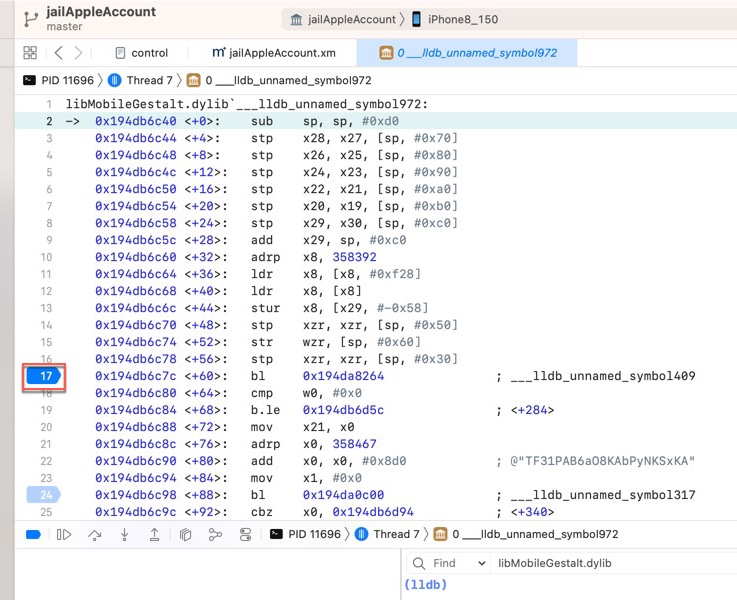 jailAppleAccount
master
jailAppleAccount
iPhone8_150
control
m jailAppleAccount.xm
0 ___lldb_unnamed_symbol972
PID 11696
Thread 7
0 ___lldb_unnamed_symbol972
1 libMobileGestalt.dylib`___lldb_unnamed_symbol972:
2 -> 0x194db6c40 <+0>: sub sp, sp, #0xd0
3 0x194db6c44 <+4>: stp x28, x27, [sp, #0x70]
4 0x194db6c48 <+8>: stp x26, x25, [sp, #0x80]
5 0x194db6c4c <+12>: stp x24, x23, [sp, #0x90]
6 0x194db6c50 <+16>: stp x22, x21, [sp, #0xa0]
7 0x194db6c54 <+20>: stp x20, x19, [sp, #0xb0]
8 0x194db6c58 <+24>: stp x29, x30, [sp, #0xc0]
9 0x194db6c5c <+28>: add x29, sp, #0xc0
10 0x194db6c60 <+32>: adrp x8, 358392
11 0x194db6c64 <+36>: ldr x8, [x8, #0xf28]
12 0x194db6c68 <+40>: ldr x8, [x8]
13 0x194db6c6c <+44>: stur x8, [x29, #-0x58]
14 0x194db6c70 <+48>: stp xzr, xzr, [sp, #0x50]
15 0x194db6c74 <+52>: str wzr, [sp, #0x60]
16 0x194db6c78 <+56>: stp xzr, xzr, [sp, #0x30]
17 0x194db6c7c <+60>: bl 0x194da8264 ; ___lldb_unnamed_symbol409
18 0x194db6c80 <+64>: cmp w0, #0x0
19 0x194db6c84 <+68>: b.le 0x194db6d5c ; <+284>
20 0x194db6c88 <+72>: mov x21, x0
21 0x194db6c8c <+76>: adrp x0, 358467
22 0x194db6c90 <+80>: add x0, x0, #0x8d0 ; @"TF31PAB6aO8KAbPyNKSxKA"
23 0x194db6c94 <+84>: mov x1, #0x0
24 0x194db6c98 <+88>: bl 0x194da0c00 ; ___lldb_unnamed_symbol317
25 0x194db6c9c <+92>: cbz x0, 0x194db6d94 ; <+340>
PID 11696
Thread 7
0 ___lldb_unnamed_symbol972
Find
libMobileGestalt.dylib
(lldb)